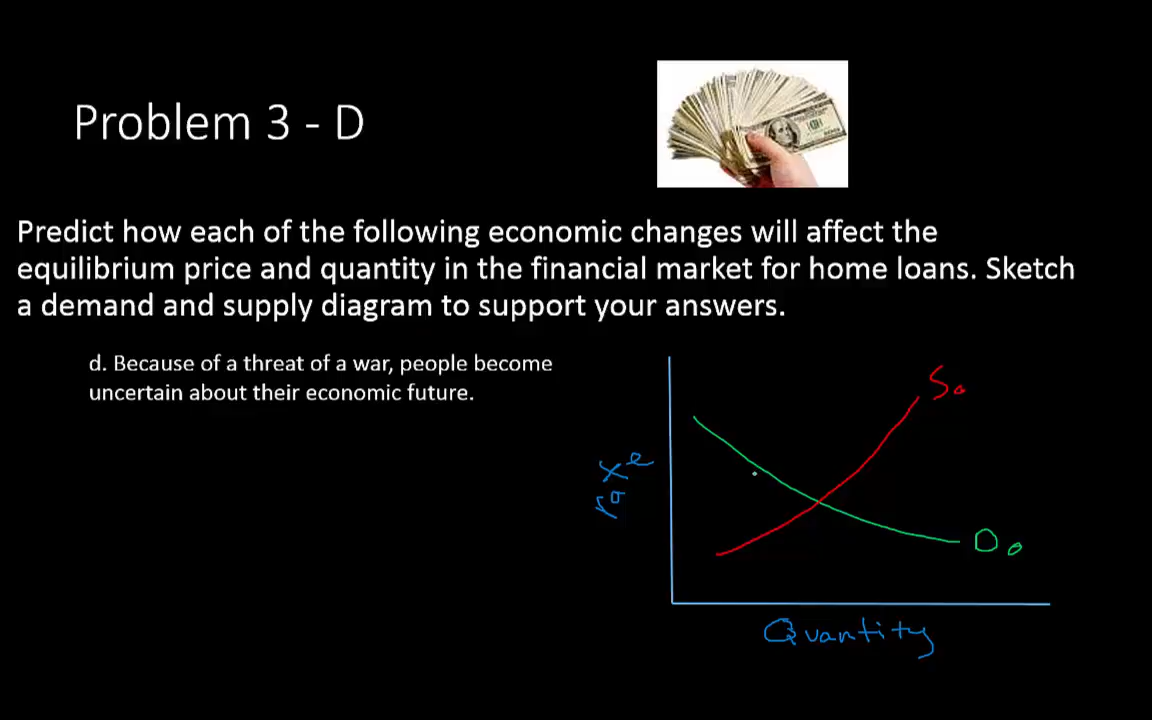 Problem 3 - D
Predict how each of the following economic changes will affect the
equilibrium price and quantity in the financial market for home loans. Sketch
a demand and supply diagram to support your answers.
d. Because of a threat of a war, people become
uncertain about their economic future.
S0
D0
Quantity